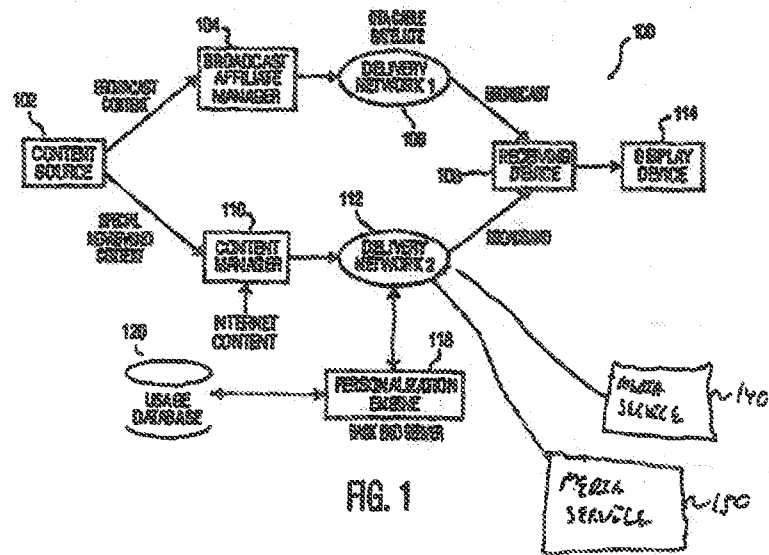 104
BROADCAST
AFFILIATE
MANAGER
VIA CABLE
SATELLITE
DELIVERY
NETWORK 1
106
100
102
CONTENT
SOURCE
BROADCAST
CONTENT
BROADCAST
RECEIVING
DEVICE
108
114
DISPLAY
DEVICE
SPECIAL
CONTENT
110
CONTENT
MANAGER
112
DELIVERY
NETWORK 2
INTERNET
CONTENT
120
USAGE
DATABASE
118
PERSONALIZATION
ENGINE
BACK END SERVER
SERVICE
140
MEDIA
SERVICE
150
FIG. 1